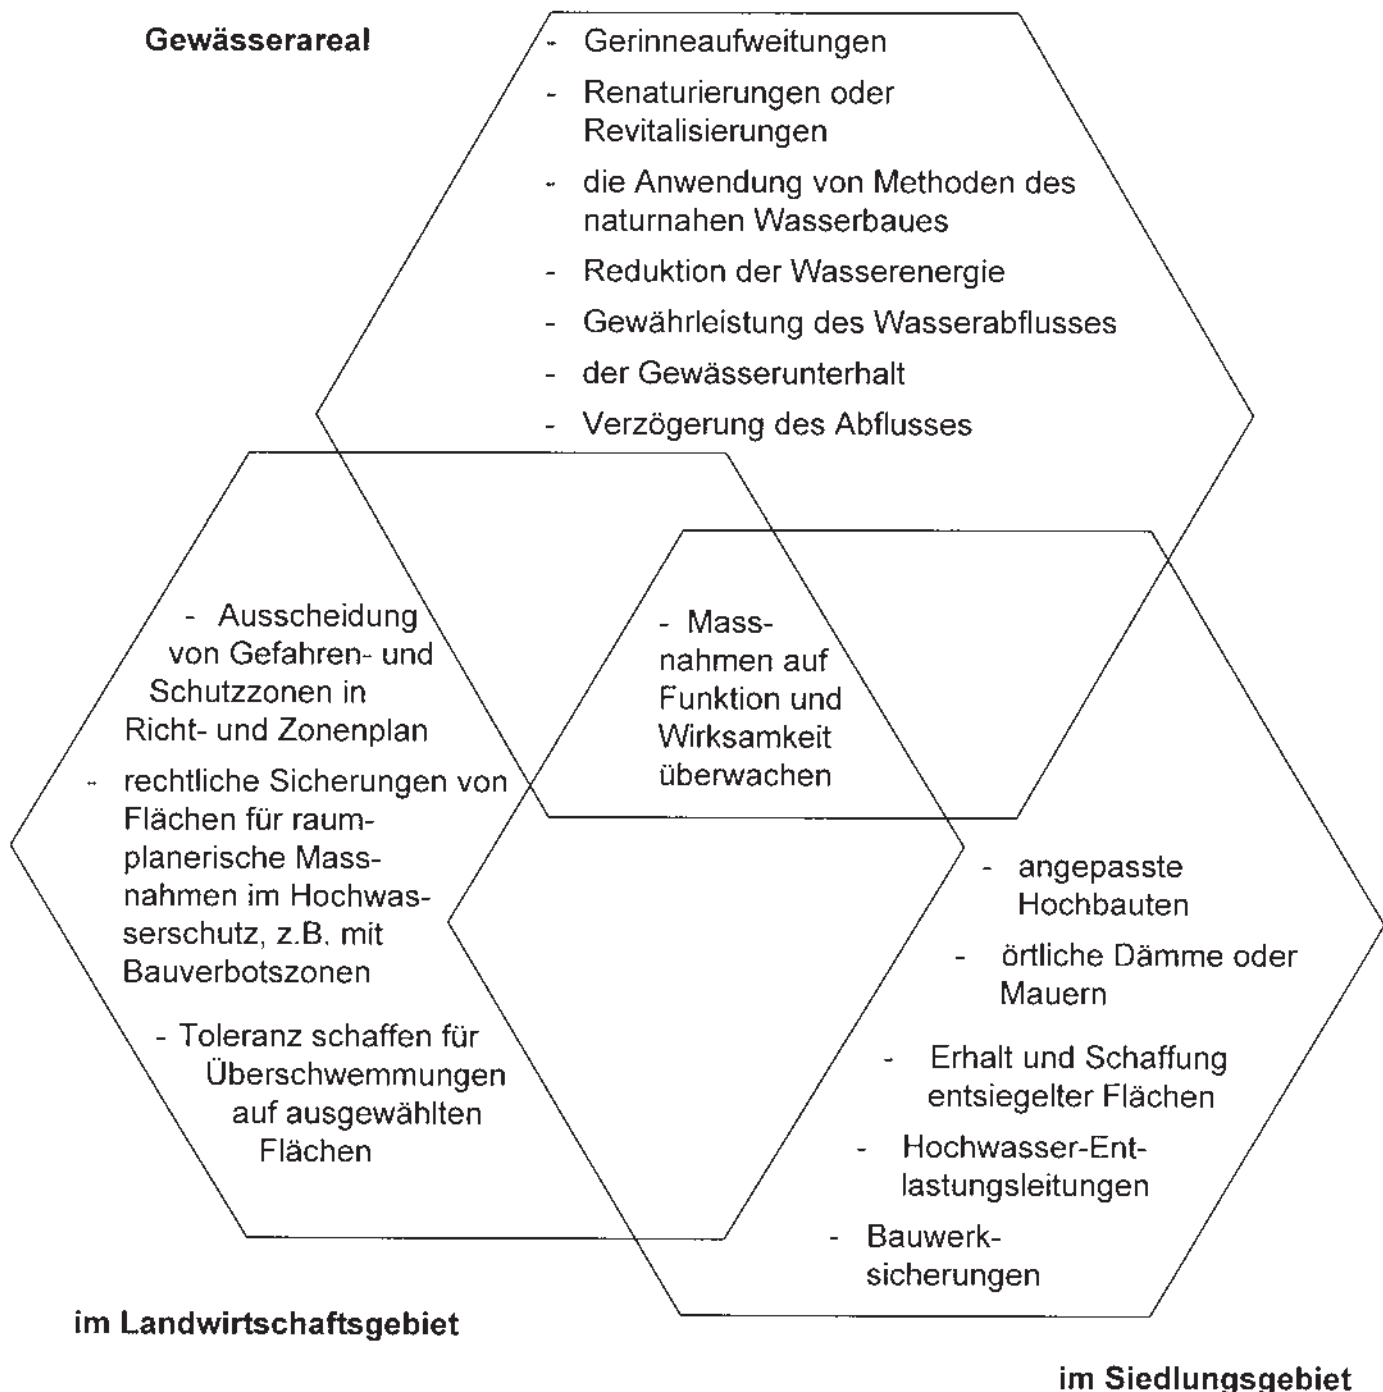 Gewässerareal
- Gerinneaufweitungen
- Renaturierungen oder
Revitalisierungen
- die Anwendung von Methoden des
naturnahen Wasserbaues
- Reduktion der Wasserenergie
- Gewährleistung des Wasserabflusses
- der Gewässerunterhalt
- Verzögerung des Abflusses
- Ausscheidung
von Gefahren- und
Schutzzonen in
Richt- und Zonenplan
- rechtliche Sicherungen von
Flächen für raum-
planerische Mass-
nahmen im Hochwas-
serschutz, z.B. mit
Bauverbotszonen
- Toleranz schaffen für
Überschwemmungen
auf ausgewählten
Flächen
- Mass-
nahmen auf
Funktion und
Wirksamkeit
überwachen
- angepasste
Hochbauten
- örtliche Dämme oder
Mauern
- Erhalt und Schaffung
entsiegelter Flächen
- Hochwasser-Ent-
lastungsleitungen
- Bauwerk-
sicherungen
im Landwirtschaftsgebiet
im Siedlungsgebiet